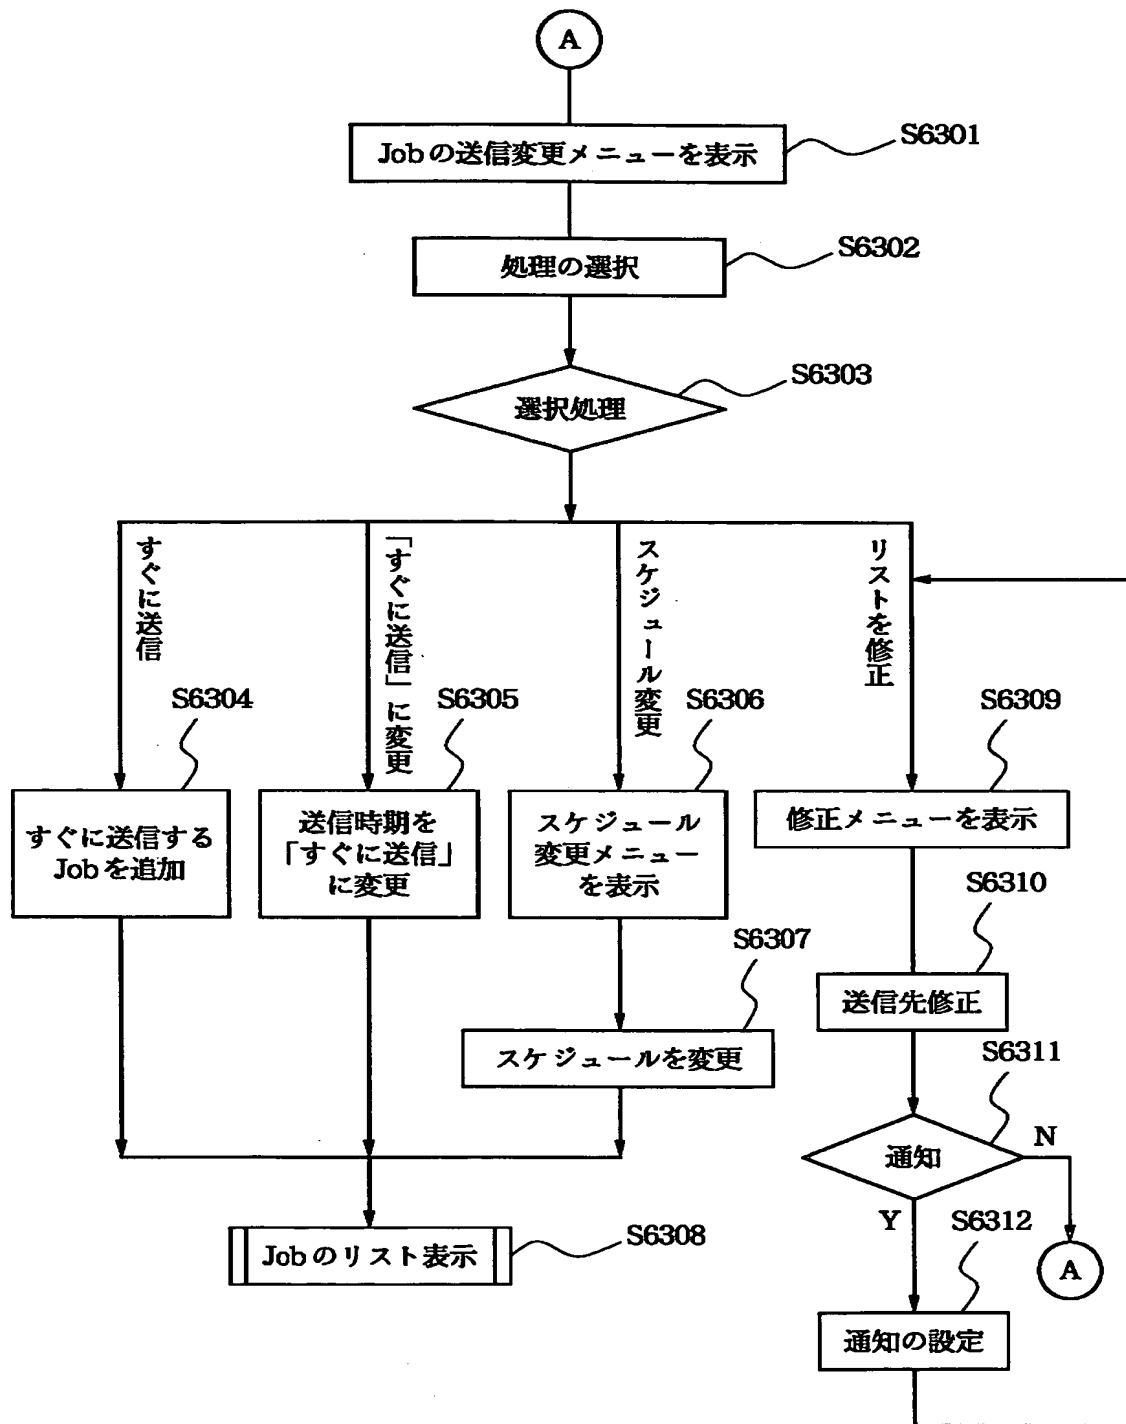 A
Jobの送信変更メニューを表示
S6301
処理の選択
S6302
選択処理
S6303
すぐに送信
「すぐに送信」に変更
スケジュール変更
リストを修正
S6304
S6305
S6306
S6309
すぐに送信する
Jobを追加
送信時期を
「すぐに送信」
に変更
スケジュール
変更メニュー
を表示
修正メニューを表示
S6310
S6307
送信先修正
スケジュールを変更
S6311
通知
N
Y
S6312
Jobのリスト表示
S6308
A
通知の設定